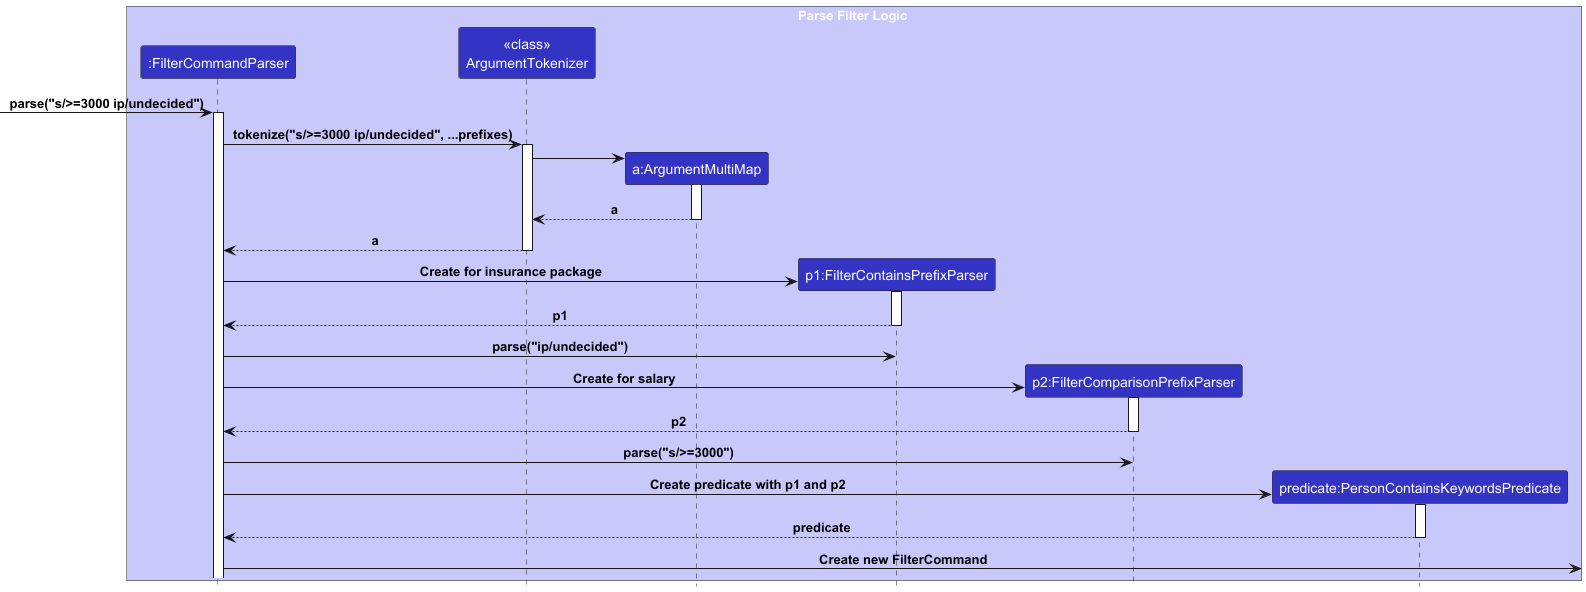 Parse Filter Logic
:FilterCommandParser
«class»
ArgumentTokenizer
parse("s/>=3000 ip/undecided")
tokenize("s/>=3000 ip/undecided", ...prefixes)
a:ArgumentMultiMap
a
a
Create for insurance package
p1:FilterContainsPrefixParser
p1
parse("ip/undecided")
Create for salary
p2:FilterComparisonPrefixParser
p2
parse("s/>=3000")
Create predicate with p1 and p2
predicate:PersonContainsKeywordsPredicate
predicate
Create new FilterCommand